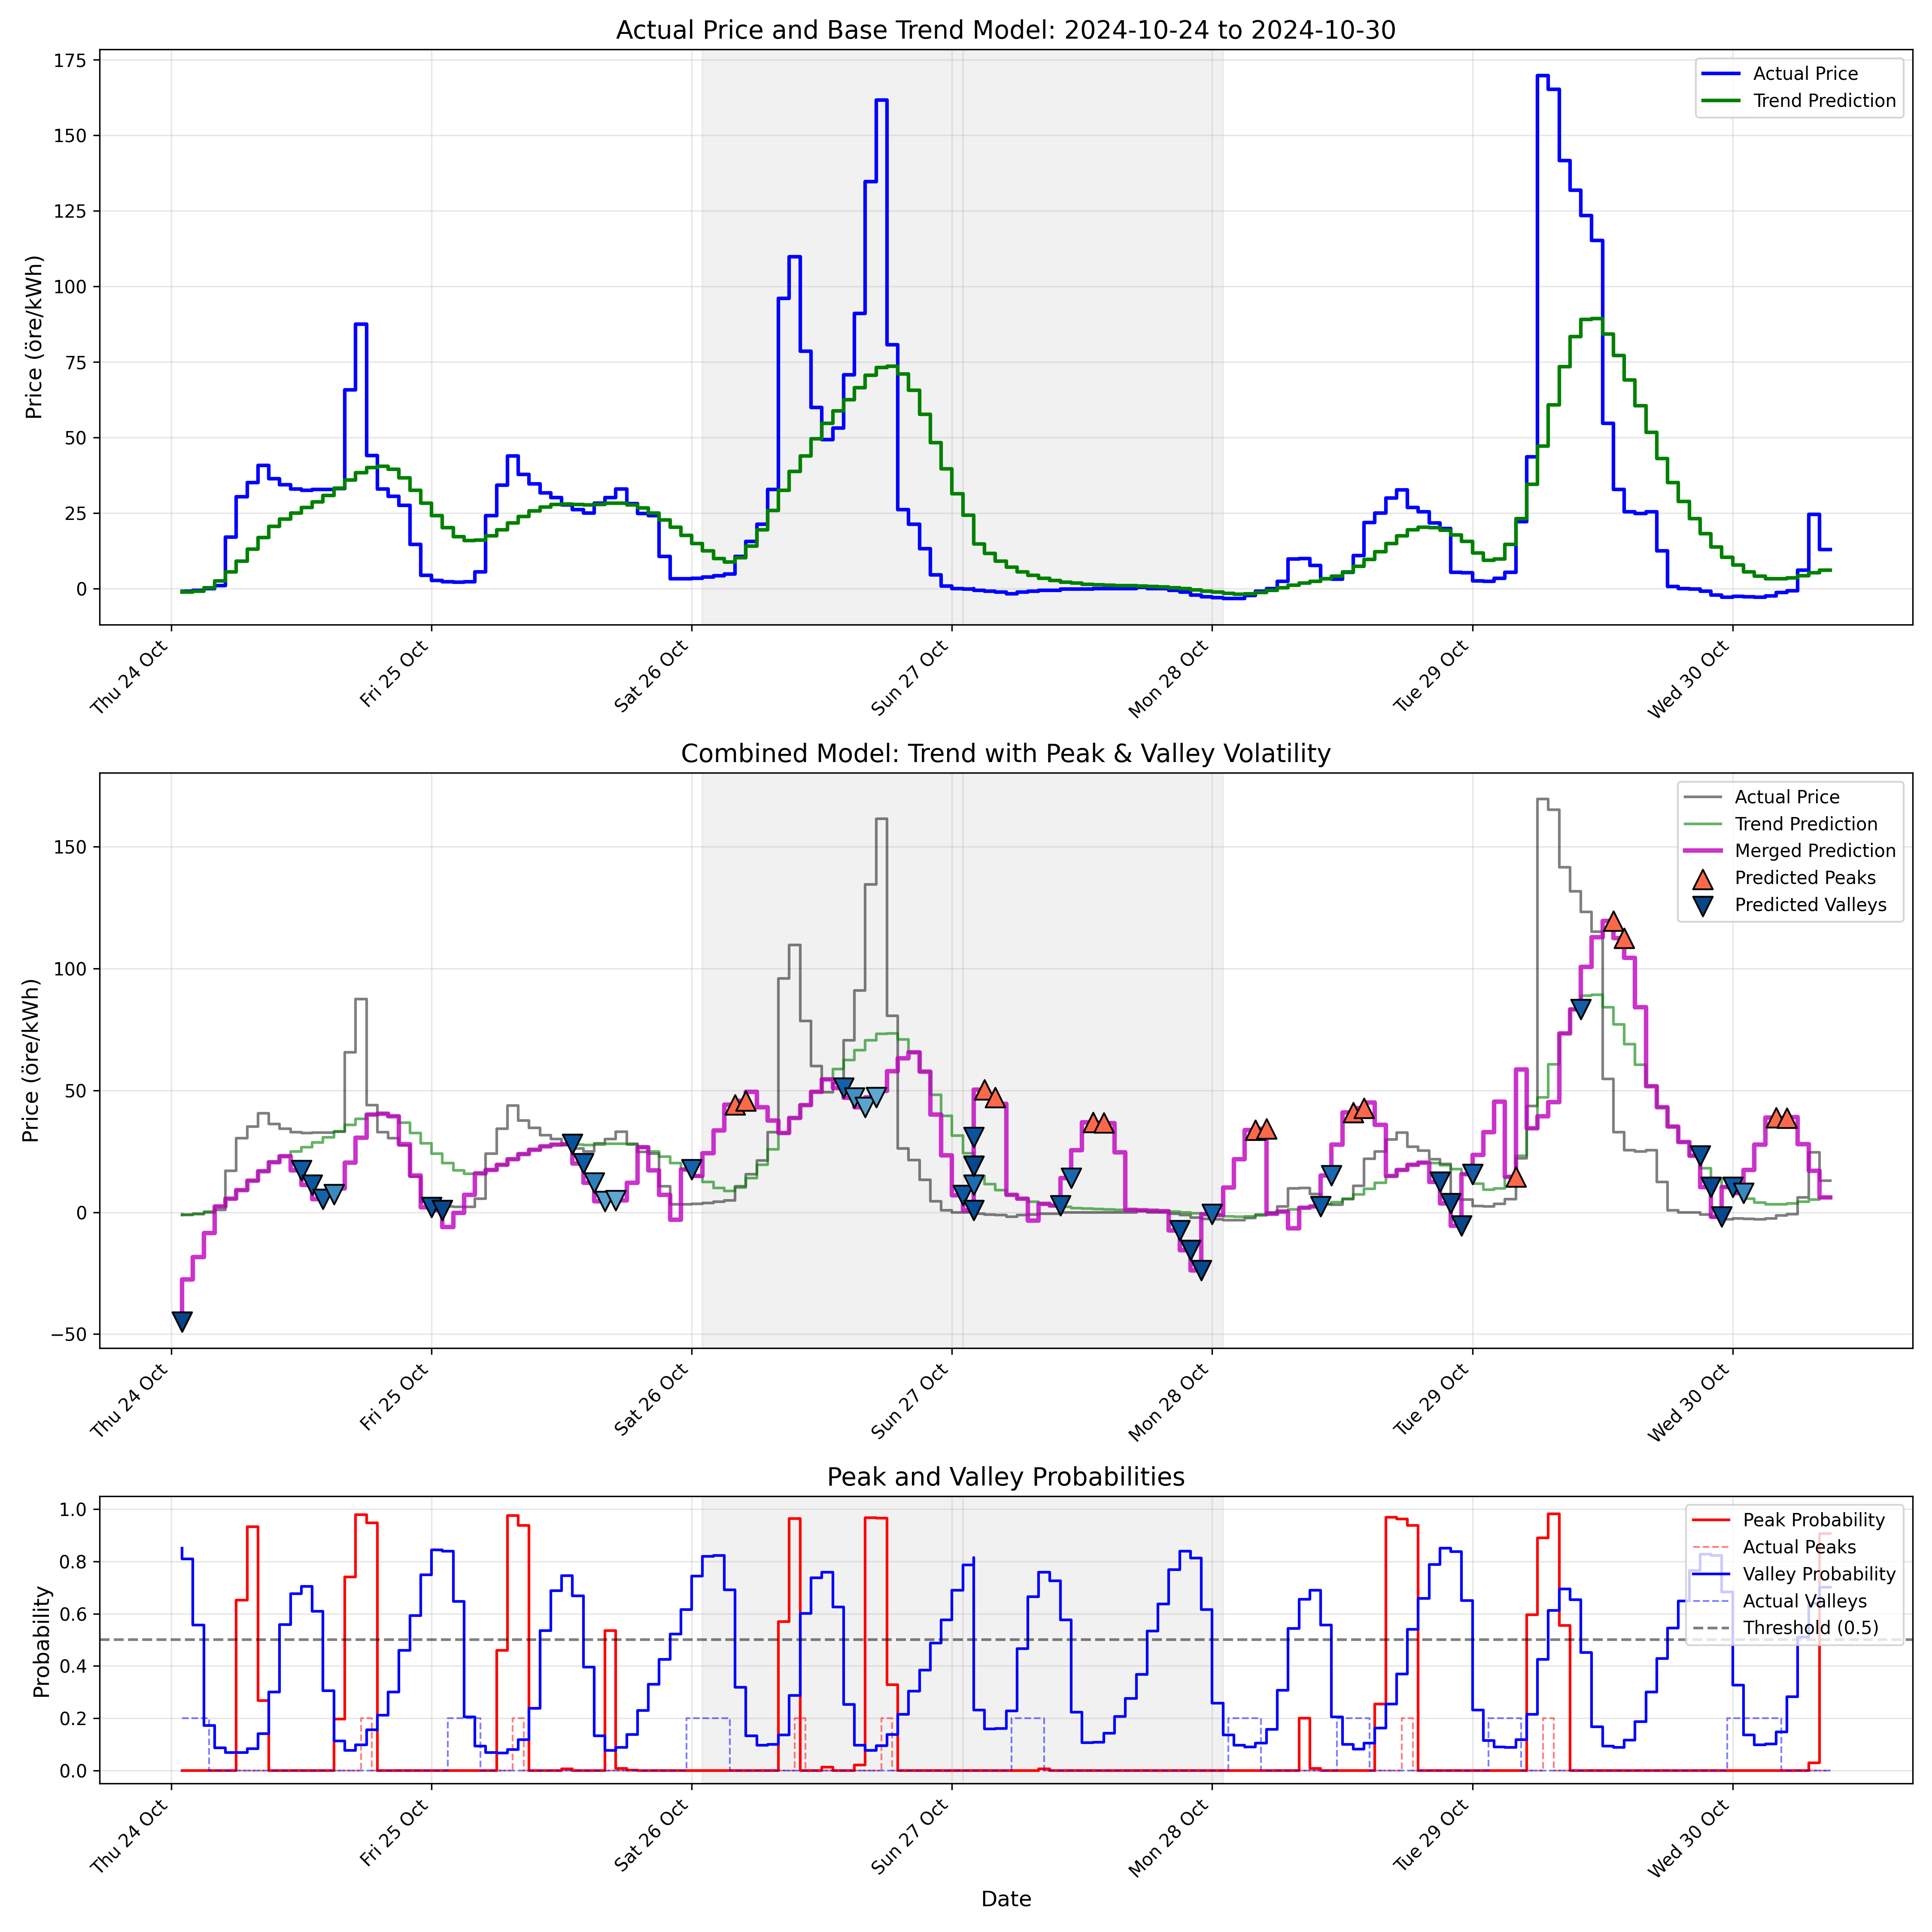 Actual Price and Base Trend Model: 2024-10-24 to 2024-10-30
Price (öre/kWh)
175
150
125
100
75
50
25
0
Actual Price
Trend Prediction
Thu 24 Oct
Fri 25 Oct
Sat 26 Oct
Sun 27 Oct
Mon 28 Oct
Tue 29 Oct
Wed 30 Oct
Combined Model: Trend with Peak & Valley Volatility
Price (öre/kWh)
150
100
50
0
−50
Actual Price
Trend Prediction
Merged Prediction
Predicted Peaks
Predicted Valleys
Thu 24 Oct
Fri 25 Oct
Sat 26 Oct
Sun 27 Oct
Mon 28 Oct
Tue 29 Oct
Wed 30 Oct
Peak and Valley Probabilities
Probability
1.0
0.8
0.6
0.4
0.2
0.0
Peak Probability
Actual Peaks
Valley Probability
Actual Valleys
Threshold (0.5)
Thu 24 Oct
Fri 25 Oct
Sat 26 Oct
Sun 27 Oct
Mon 28 Oct
Tue 29 Oct
Wed 30 Oct
Date